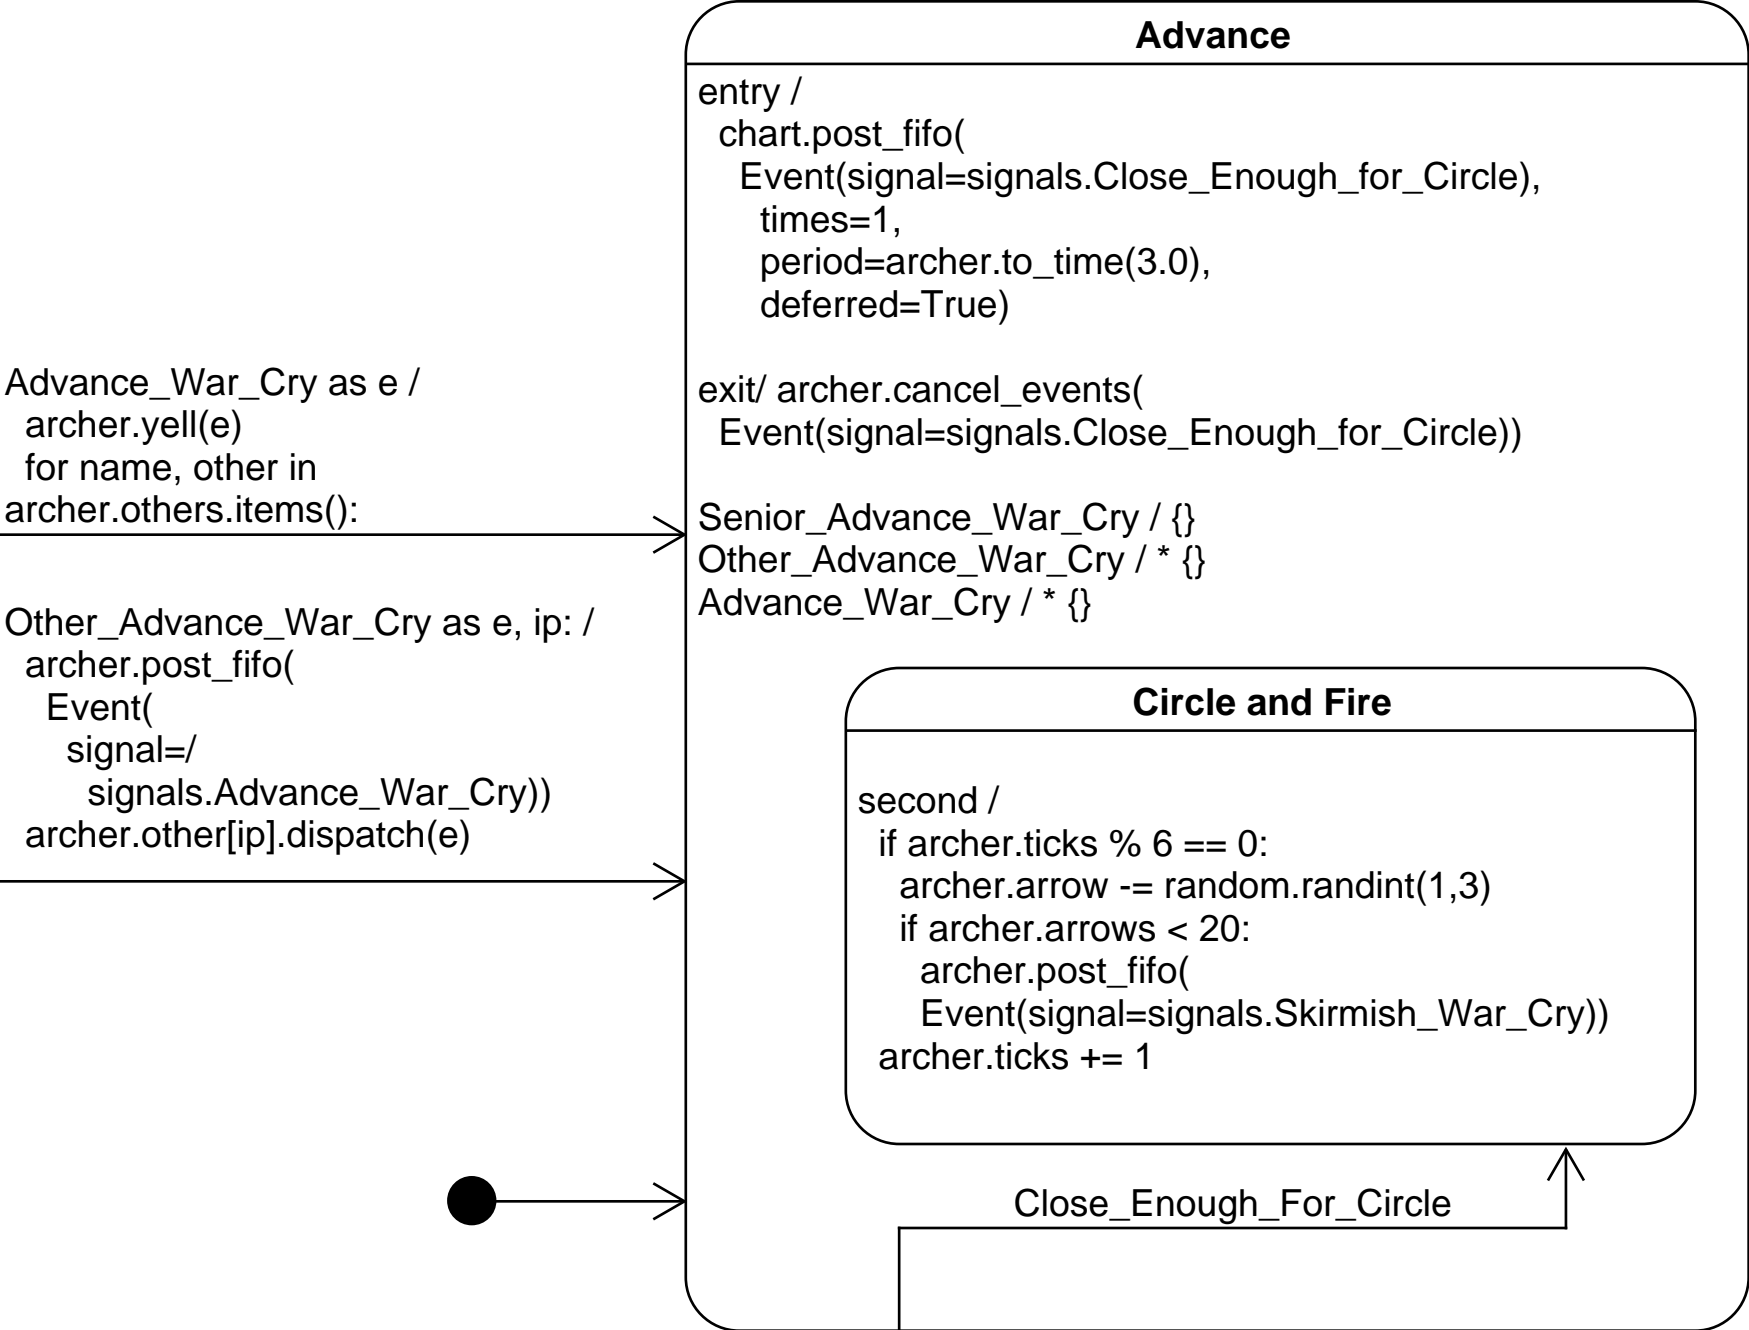 Advance
entry /
chart.post_fifo(
Event(signal=signals.Close_Enough_for_Circle),
times=1,
period=archer.to_time(3.0),
deferred=True)
exit/ archer.cancel_events(
Event(signal=signals.Close_Enough_for_Circle))
Senior_Advance_War_Cry / {}
Other_Advance_War_Cry / * {}
Advance_War_Cry / * {}
Advance_War_Cry as e /
archer.yell(e)
for name, other in
archer.others.items():
Other_Advance_War_Cry as e, ip: /
archer.post_fifo(
Event(
signal=/
signals.Advance_War_Cry))
archer.other[ip].dispatch(e)
Circle and Fire
second /
if archer.ticks % 6 == 0:
archer.arrow -= random.randint(1,3)
if archer.arrows < 20:
archer.post_fifo(
Event(signal=signals.Skirmish_War_Cry))
archer.ticks += 1
Close_Enough_For_Circle